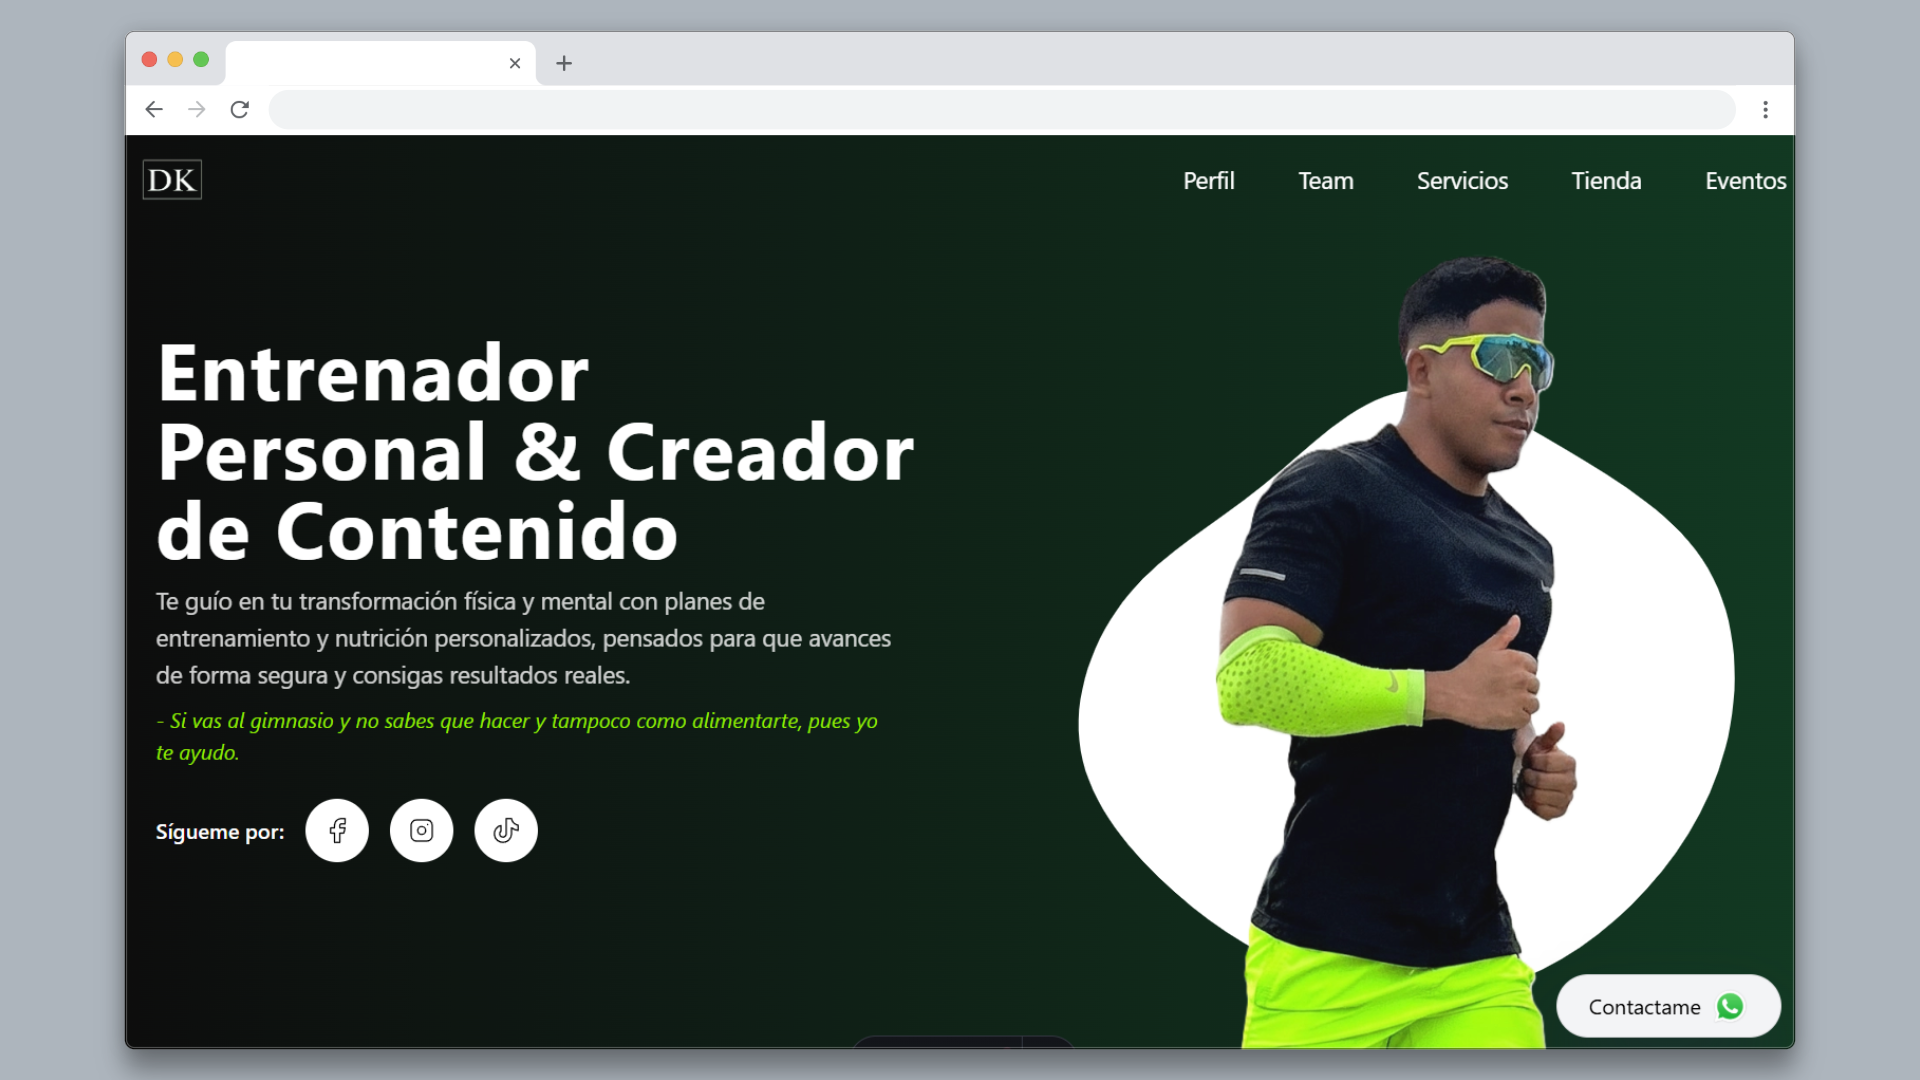 DK
Perfil Team Servicios Tienda Eventos
Entrenador
Personal & Creador
de Contenido
Te guío en tu transformación física y mental con planes de
entrenamiento y nutrición personalizados, pensados para que avances
de forma segura y consigas resultados reales.
- Si vas al gimnasio y no sabes que hacer y tampoco como alimentarte, pues yo
te ayudo.
Sígueme por:
Contactame